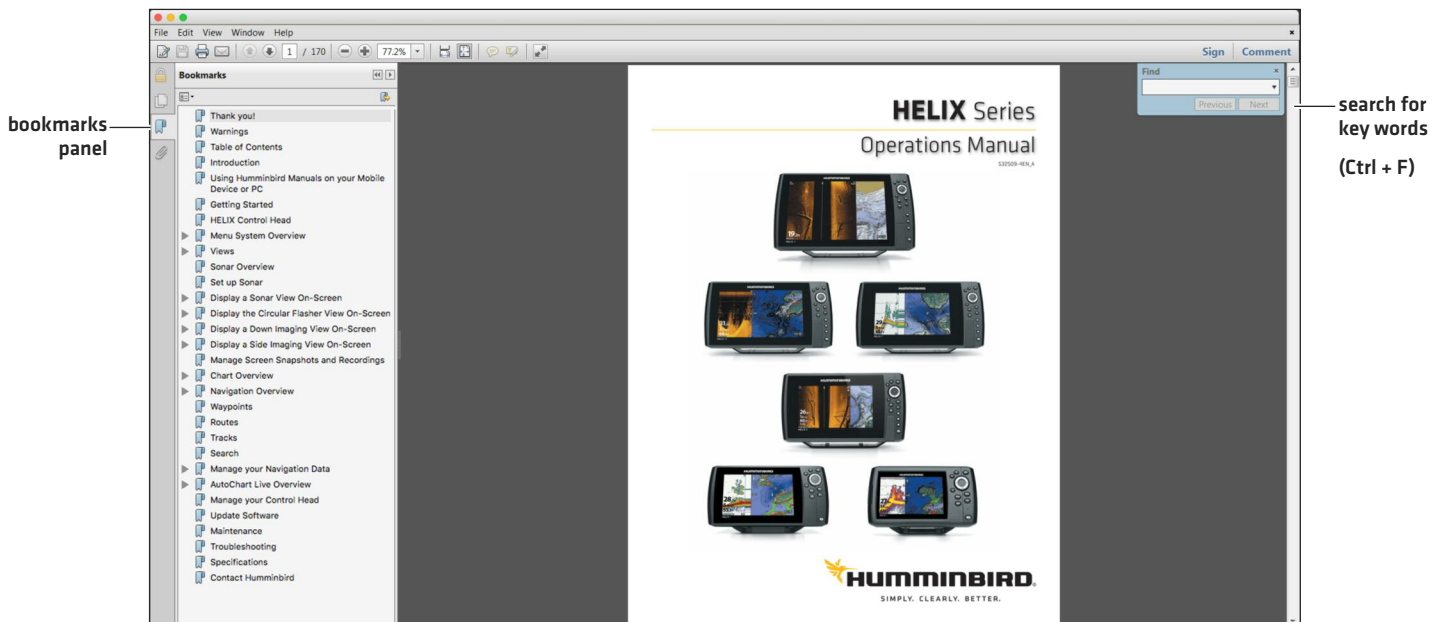 File Edit View Window Help
1 / 170 77.2% Sign Comment
Bookmarks
Thank you!
Warnings
Table of Contents
Introduction
Using Humminbird Manuals on your Mobile
Device or PC
Getting Started
HELIX Control Head
Menu System Overview
Views
Sonar Overview
Set up Sonar
Display a Sonar View On-Screen
Display the Circular Flasher View On-Screen
Display a Down Imaging View On-Screen
Display a Side Imaging View On-Screen
Manage Screen Snapshots and Recordings
Chart Overview
Navigation Overview
Waypoints
Routes
Tracks
Search
Manage your Navigation Data
AutoChart Live Overview
Manage your Control Head
Update Software
Maintenance
Troubleshooting
Specifications
Contact Humminbird
bookmarks
panel
HELIX Series
Operations Manual
532509-4EN_A
HUMMINBIRD
SIMPLY. CLEARLY. BETTER.
Find
Previous Next
search for
key words
(Ctrl + F)